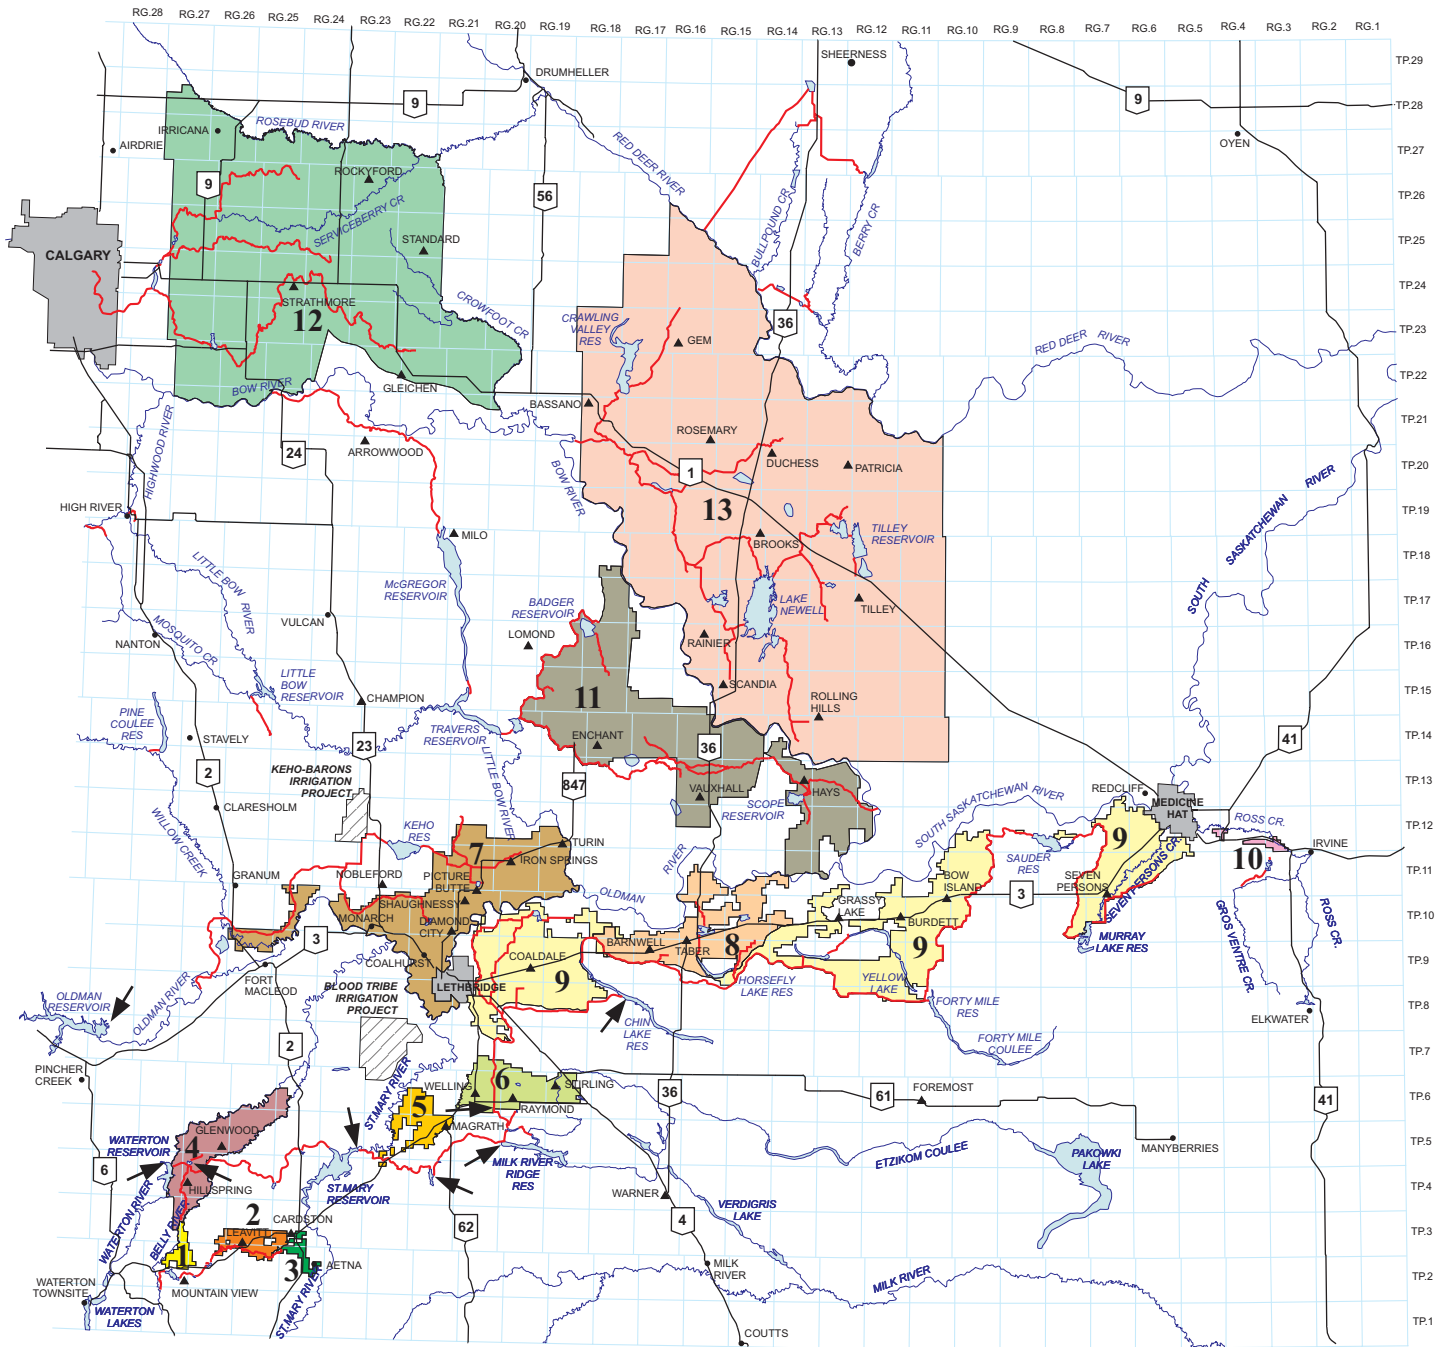 RG.28 RG.27 RG.26 RG.25 RG.24 RG.23 RG.22 RG.21 RG.20 RG.19 RG.18 RG.17 RG.16 RG.15 RG.14 RG.13 RG.12 RG.11 RG.10 RG.9 RG.8 RG.7 RG.6 RG.5 RG.4 RG.3 RG.2 RG.1
SHEERNESS
TP.29
DRUMHELLER
9
9
TP.28
IRRICANA
ROSEBUD RIVER
AIRDRIE
RED DEER RIVER
OYEN
TP.27
ROCKYFORD
9
56
BULLPOUND CR
BERRY CR
TP.26
SERVICEBERRY CR
STANDARD
TP.25
CALGARY
STRATHMORE
12
CROWFOOT CR
TP.24
CRAWLING
VALLEY
RES
36
GEM
RED DEER RIVER
TP.23
BOW RIVER
GLEICHEN
TP.22
BASSANO
TP.21
HIGHWOOD RIVER
ARROWWOOD
24
ROSEMARY
DUCHESS
PATRICIA
1
BOW RIVER
TP.20
HIGH RIVER
13
SOUTH SASKATCHEWAN RIVER
TP.19
MILO
BROOKS
TILLEY
RESERVOIR
TP.18
LITTLE BOW RIVER
McGREGOR
RESERVOIR
BADGER
RESERVOIR
LAKE
NEWELL
TILLEY
TP.17
VULCAN
MOSQUITO CR
NANTON
LOMOND
RAINIER
TP.16
LITTLE
BOW
RESERVOIR
CHAMPION
SCANDIA
ROLLING
HILLS
11
TP.15
PINE
COULEE
RES
STAVELY
TRAVERS
RESERVOIR
ENCHANT
36
41
TP.14
23
2
KEHO-BARONS
IRRIGATION
PROJECT
LITTLE BOW RIVER
847
VAUXHALL
HAYS
SCOPE
RESERVOIR
SOUTH SASKATCHEWAN RIVER
REDCLIFF
MEDICINE
HAT
TP.13
CLARESHOLM
WILLOW CREEK
KEHO
RES
7
TURIN
IRON SPRINGS
RIVER
9
ROSS CR.
IRVINE
TP.12
GRANUM
NOBLEFORD
PICTURE
BUTTE
SHAUGHNESSY
OLDMAN
SAUDER
RES
BOW
ISLAND
SEVEN
PERSONS
3
SEVEN PERSONS CR.
10
TP.11
MONARCH
DIAMOND
CITY
GRASSY
LAKE
BURDETT
GROS VENTRE CR.
ROSS CR.
TP.10
3
COALHURST
COALDALE
BARNWELL
TABER
8
9
MURRAY
LAKE RES
TP.9
FORT
MACLEOD
BLOOD TRIBE
IRRIGATION
PROJECT
LETHBRIDGE
9
HORSEFLY
LAKE RES
YELLOW
LAKE
FORTY MILE
RES
OLDMAN
RESERVOIR
OLDMAN RIVER
TP.8
ELKWATER
CHIN
LAKE
RES
FORTY MILE
COULEE
2
TP.7
PINCHER
CREEK
ST.MARY RIVER
WELLING
6
STIRLING
RAYMOND
36
61
FOREMOST
41
TP.6
5
MAGRATH
GLENWOOD
4
WATERTON
RESERVOIR
ETZIKOM COULEE
PAKOWKI
LAKE
MANYBERRIES
TP.5
6
HILLSPRING
ST.MARY
RESERVOIR
MILK RIVER
RIDGE
RES
WARNER
VERDIGRIS
LAKE
TP.4
WATERTON RIVER
BELLY RIVER
2
CARDSTON
LEAVITT
62
4
TP.3
1
3
AETNA
MILK
RIVER
MILK RIVER
TP.2
WATERTON
TOWNSITE
MOUNTAIN VIEW
ST.MARY RIVER
WATERTON
LAKES
COUTTS
TP.1